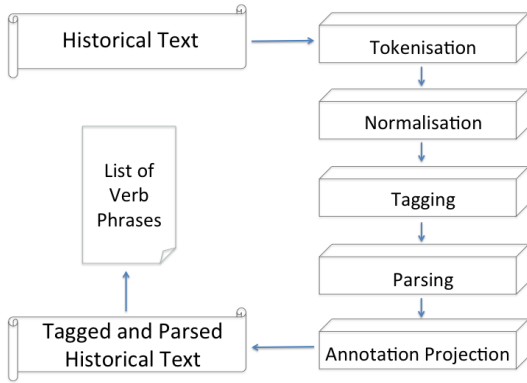 Historical Text
Tokenisation
Normalisation
Tagging
Parsing
Annotation Projection
Tagged and Parsed
Historical Text
List of
Verb
Phrases